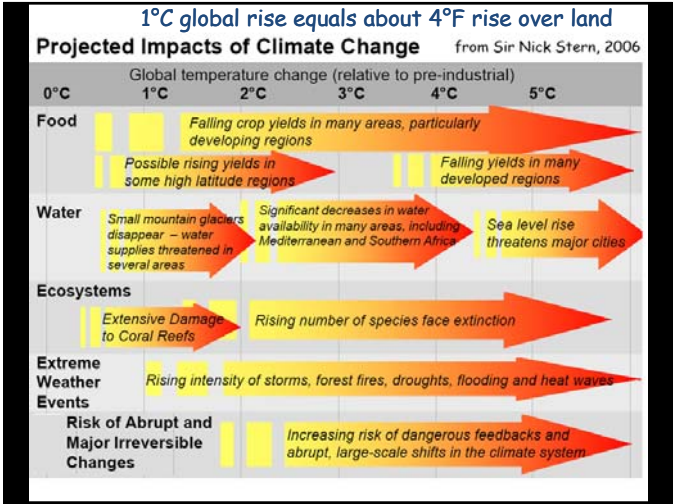 1°C global rise equals about 4°F rise over land
Projected Impacts of Climate Change
from Sir Nick Stern, 2006
Global temperature change (relative to pre-industrial)
0°C 1°C 2°C 3°C 4°C 5°C
Food
Falling crop yields in many areas, particularly
developing regions
Possible rising yields in
some high latitude regions
Falling yields in many
developed regions
Water
Small mountain glaciers
disappear – water
supplies threatened in
several areas
Significant decreases in water
availability in many areas, including
Mediterranean and Southern Africa
Sea level rise
threatens major cities
Ecosystems
Extensive Damage
to Coral Reefs
Rising number of species face extinction
Extreme
Weather
Events
Rising intensity of storms, forest fires, droughts, flooding and heat waves
Risk of Abrupt and
Major Irreversible
Changes
Increasing risk of dangerous feedbacks and
abrupt, large-scale shifts in the climate system